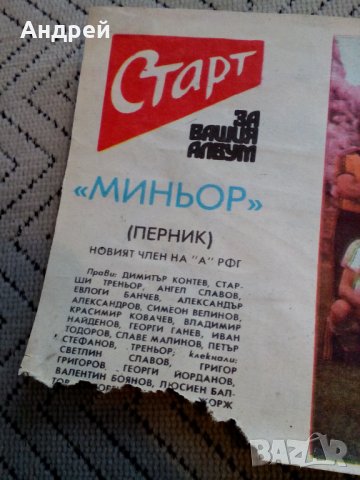 Андрей
Старт
ЗА
ВАШИЯ
АЛБУМ
«МИНЬОР»
(ПЕРНИК)
НОВИЯТ ЧЛЕН НА "А" РФГ
Прави: ДИМИТЪР КОНТЕВ, СТАР-
ШИ ТРЕНЬОР, АНГЕЛ СЛАВОВ,
ЕВЛОГИ БАНЧЕВ, АЛЕКСАНДЪР
АЛЕКСАНДРОВ, СИМЕОН ВЕЛИНОВ,
КРАСИМИР КОВАЧЕВ, ВЛАДИМИР
НАЙДЕНОВ, ГЕОРГИ ГАНЕВ, ИВАН
ТОДОРОВ, СЛАВЕ МАЛИНОВ, ПЕТЪР
СТЕФАНОВ, ТРЕНЬОР; клекнали:
СВЕТЛИН СЛАВОВ, ГРИГОР
ГРИГОРОВ, ГЕОРГИ ЙОРДАНОВ,
ВАЛЕНТИН БОЯНОВ, ЛЮСИЕН БАЛ-
ЖОРЖ
bazar